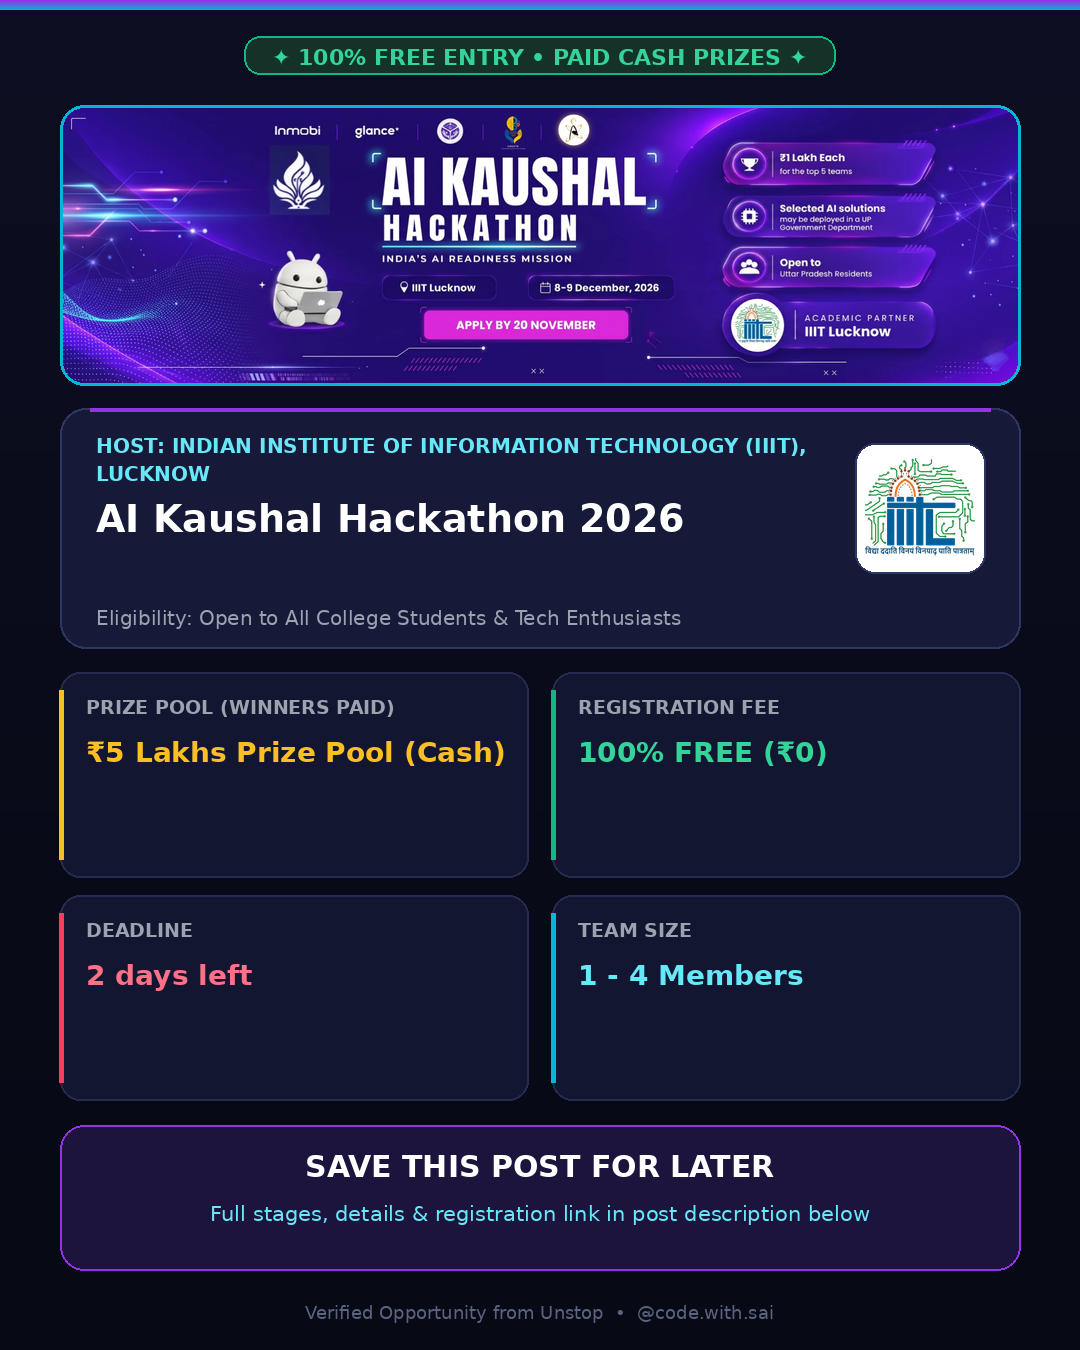 ✦ 100% FREE ENTRY • PAID CASH PRIZES ✦
InMobi
glance
AI KAUSHAL
HACKATHON
INDIA'S AI READINESS MISSION
IIIT Lucknow
8-9 December, 2026
APPLY BY 20 NOVEMBER
₹1 Lakh Each
for the top 5 teams
Selected AI solutions
may be deployed in a UP
Government Department
Open to
Uttar Pradesh Residents
ACADEMIC PARTNER
IIIT Lucknow
HOST: INDIAN INSTITUTE OF INFORMATION TECHNOLOGY (IIIT),
LUCKNOW
AI Kaushal Hackathon 2026
IIITL
विद्या ददाति विनयं विनयाद् याति पात्रताम्
Eligibility: Open to All College Students & Tech Enthusiasts
PRIZE POOL (WINNERS PAID)
₹5 Lakhs Prize Pool (Cash)
REGISTRATION FEE
100% FREE (₹0)
DEADLINE
2 days left
TEAM SIZE
1 - 4 Members
SAVE THIS POST FOR LATER
Full stages, details & registration link in post description below
Verified Opportunity from Unstop • @code.with.sai